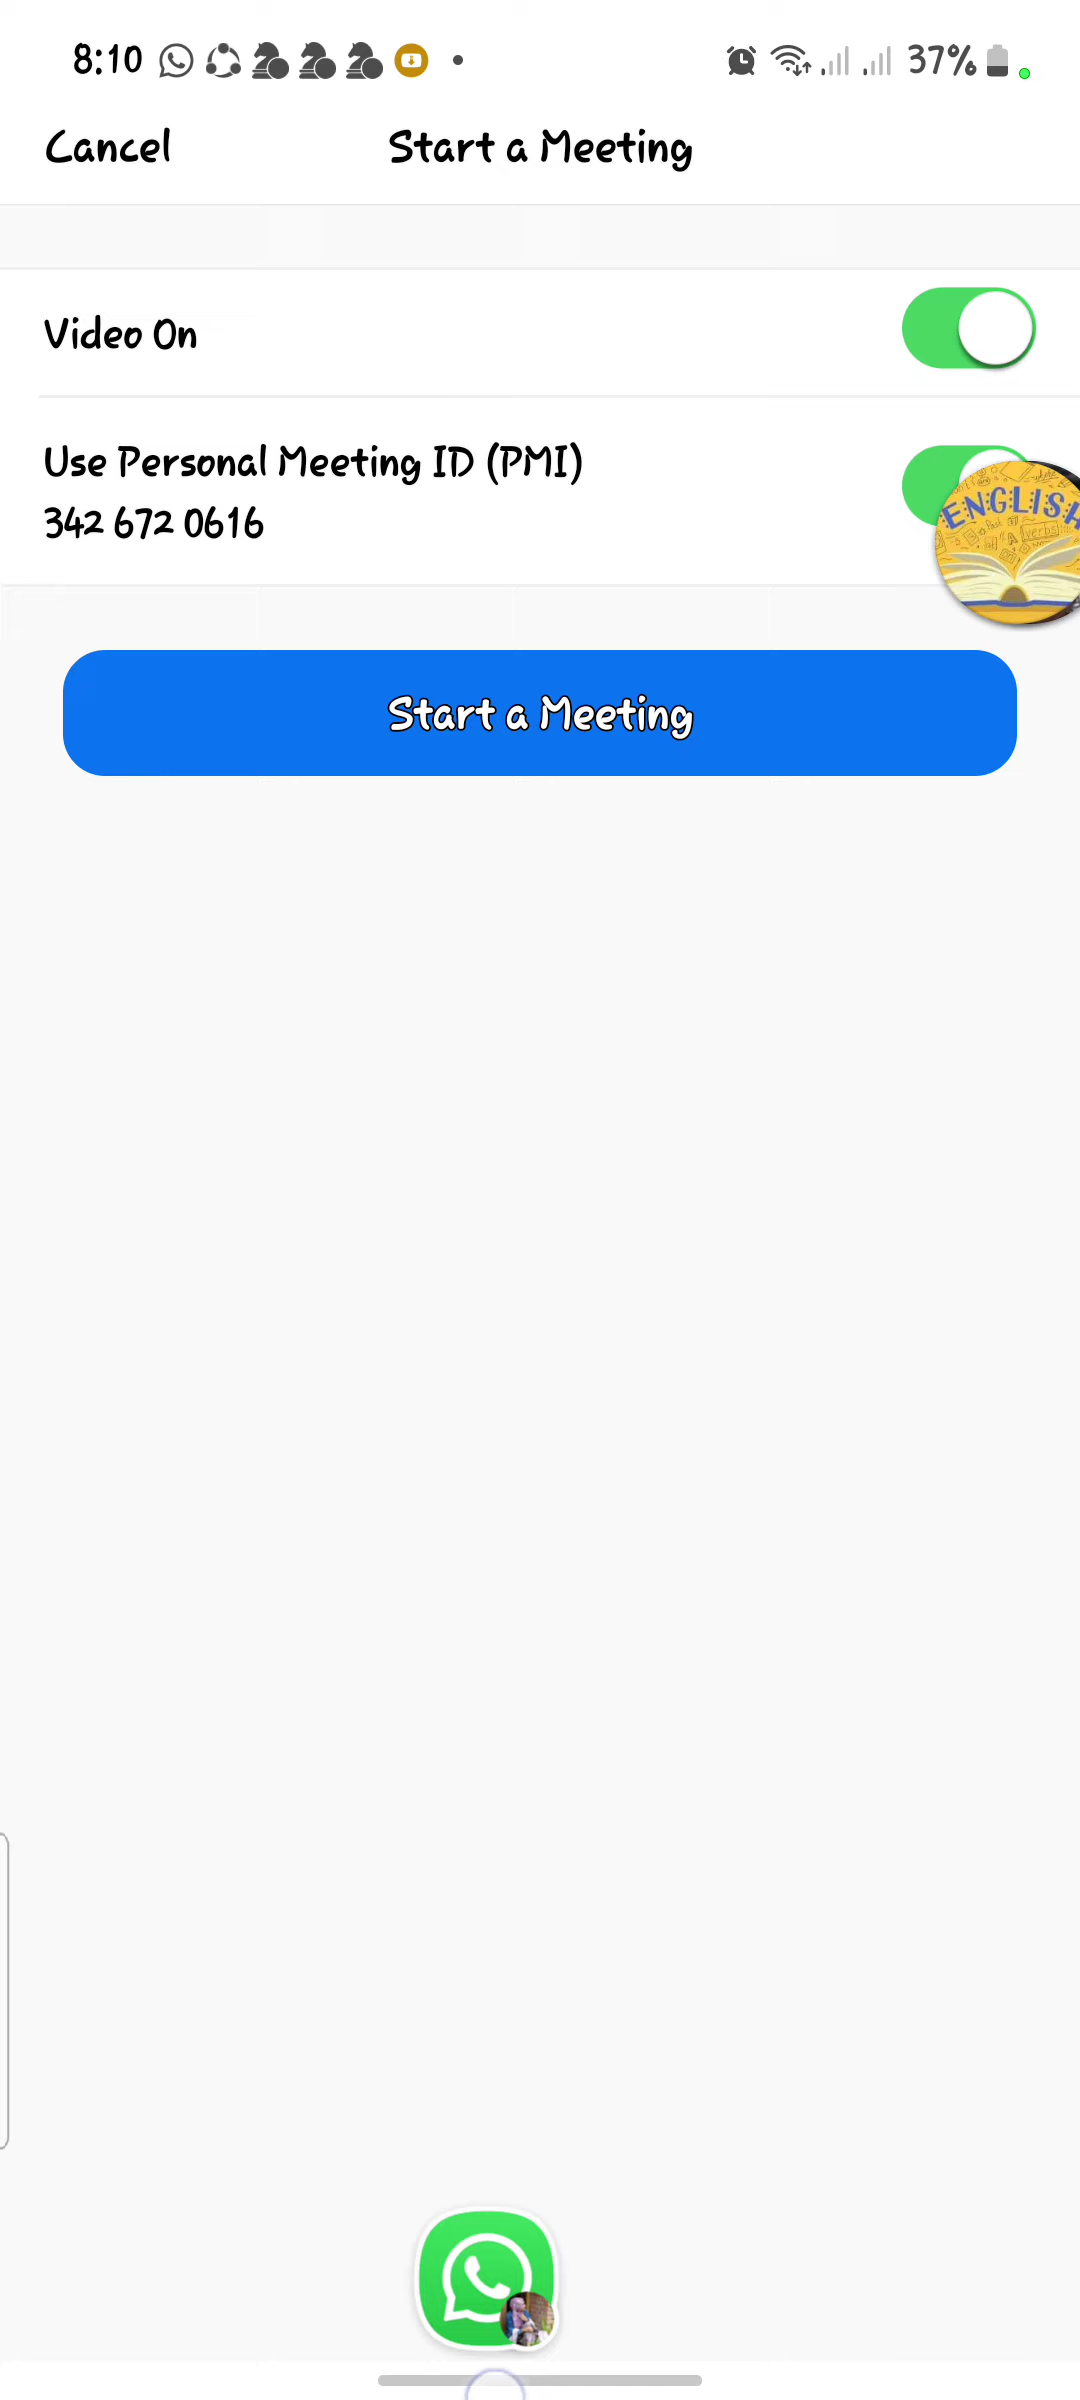 8:10
37%
Cancel
Start a Meeting
Video On
Use Personal Meeting ID (PMI)
342 672 0616
ENGLISH
verbs
Start a Meeting